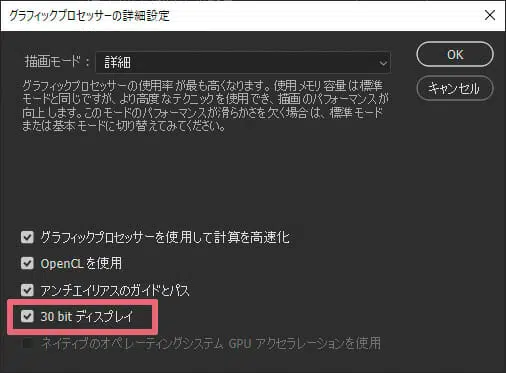 グラフィックプロセッサーの詳細設定
描画モード： 詳細
OK
グラフィックプロセッサーの使用率が最も高くなります。使用メモリ容量は標準
モードと同じですが、より高度なテクニックを使用でき、描画のパフォーマンスが
向上します。このモードのパフォーマンスが滑らかさを欠く場合は、標準モード
または基本モードに切り替えてみてください。
キャンセル
グラフィックプロセッサーを使用して計算を高速化
OpenCL を使用
アンチエイリアスのガイドとパス
30 bit ディスプレイ
ネイティブのオペレーティングシステム GPU アクセラレーションを使用